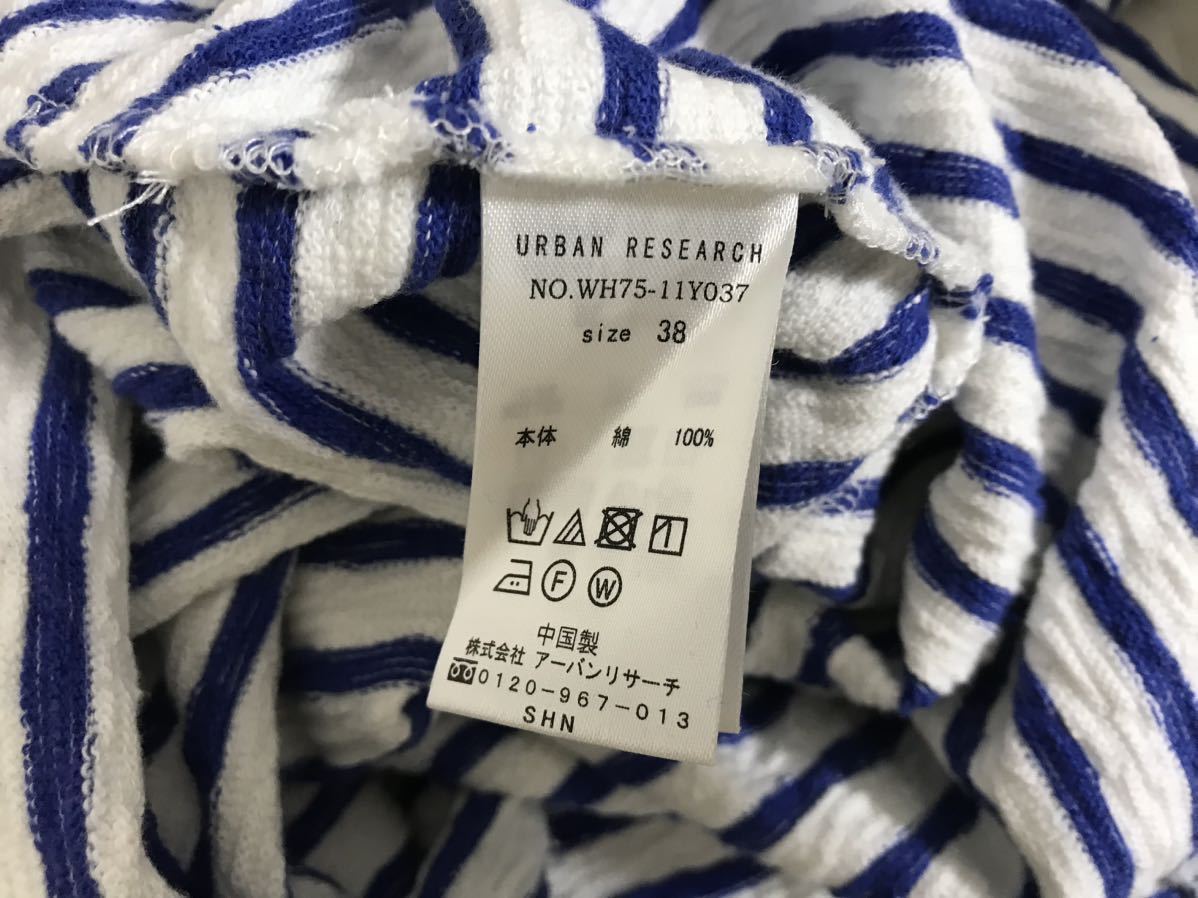 URBAN RESEARCH
NO.WH75-11Y037
size 38
本体 綿 100%
F W
中国製
株式会社 アーバンリサーチ
0120-967-013
SHN